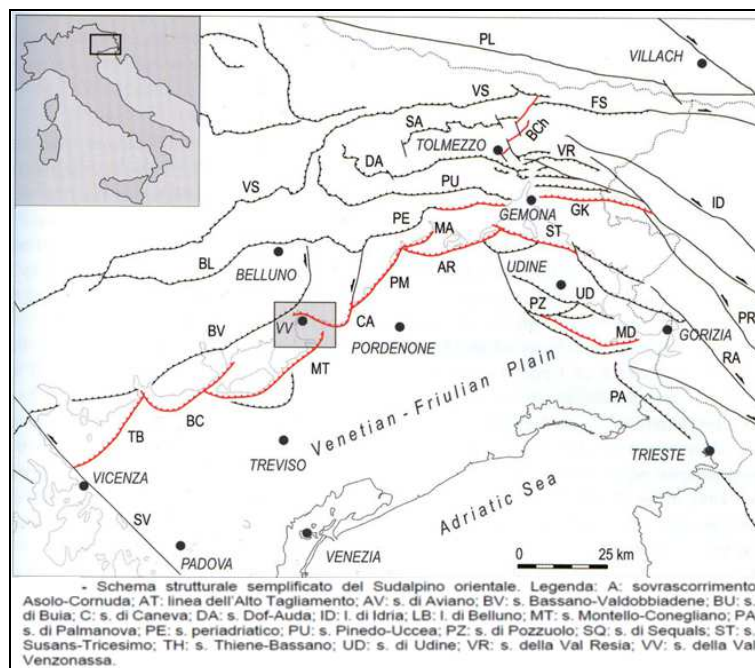 PL
VILLACH
VS
FS
SA
BCh
TOLMEZZO
VR
DA
VS
PU
ID
GEMONA
GK
PE
MA
ST
BL
BELLUNO
AR
UDINE
PM
UD
PZ
PR
VV
CA
BV
PORDENONE
MD
GORIZIA
MT
RA
Venetian - Friulian Plain
PA
TB
BC
TREVISO
TRIESTE
VICENZA
Adriatic Sea
SV
PADOVA
VENEZIA
0 25 km
- Schema strutturale semplificato del Sudalpino orientale. Legenda: A: sovrascorrimento
Asolo-Cornuda; AT: linea dell'Alto Tagliamento; AV: s. di Aviano; BV: s. Bassano-Valdobbiadene; BU: s.
di Buia; C: s. di Caneva; DA: s. Dof-Auda; ID: l. di Idria; LB: l. di Belluno; MT: s. Montello-Conegliano; PA:
s. di Palmanova; PE: s. periadriatico; PU: s. Pinedo-Uccea; PZ: s. di Pozzuolo; SQ: s. di Sequals; ST: s.
Susans-Tricesimo; TH: s. Thiene-Bassano; UD: s. di Udine; VR: s. della Val Resia; VV: s. della Val
Venzonassa.